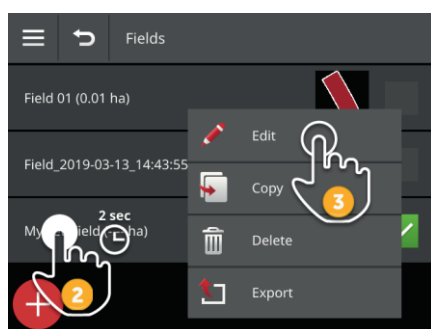 Fields
Field 01 (0.01 ha)
Edit
Field_2019-03-13_14:43:55
Copy
3
2 sec
ha)
Delete
2
Export